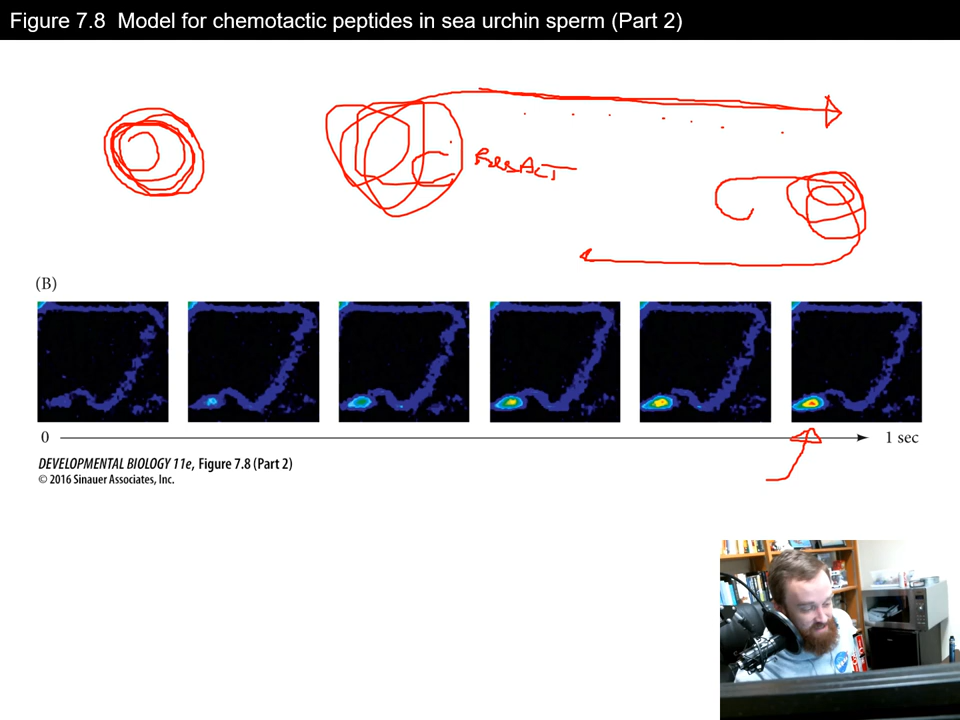 Figure 7.8 Model for chemotactic peptides in sea urchin sperm (Part 2)
(B)
0 1 sec
DEVELOPMENTAL BIOLOGY 11e, Figure 7.8 (Part 2)
© 2016 Sinauer Associates, Inc.